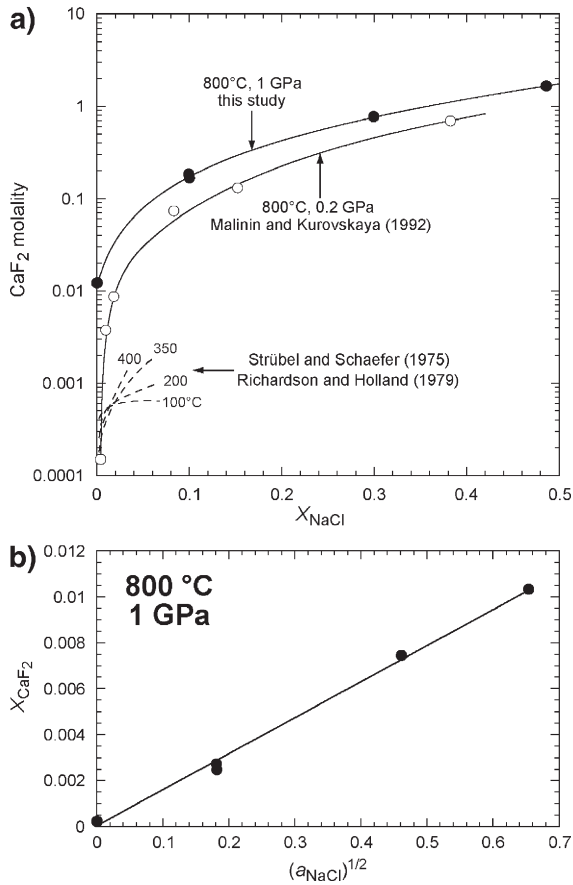 a)
10
800°C, 1 GPa
this study
1
CaF2 molality
0.1
800°C, 0.2 GPa
Malinin and Kurovskaya (1992)
0.01
400
350
Strübel and Schaefer (1975)
0.001
200
Richardson and Holland (1979)
100°C
0.0001
0
0.1
0.2
0.3
0.4
0.5
XNaCl
b)
0.012
800 °C
1 GPa
0.01
0.008
XCaF2
0.006
0.004
0.002
0
0
0.1
0.2
0.3
0.4
0.5
0.6
0.7
(aNaCl)1/2